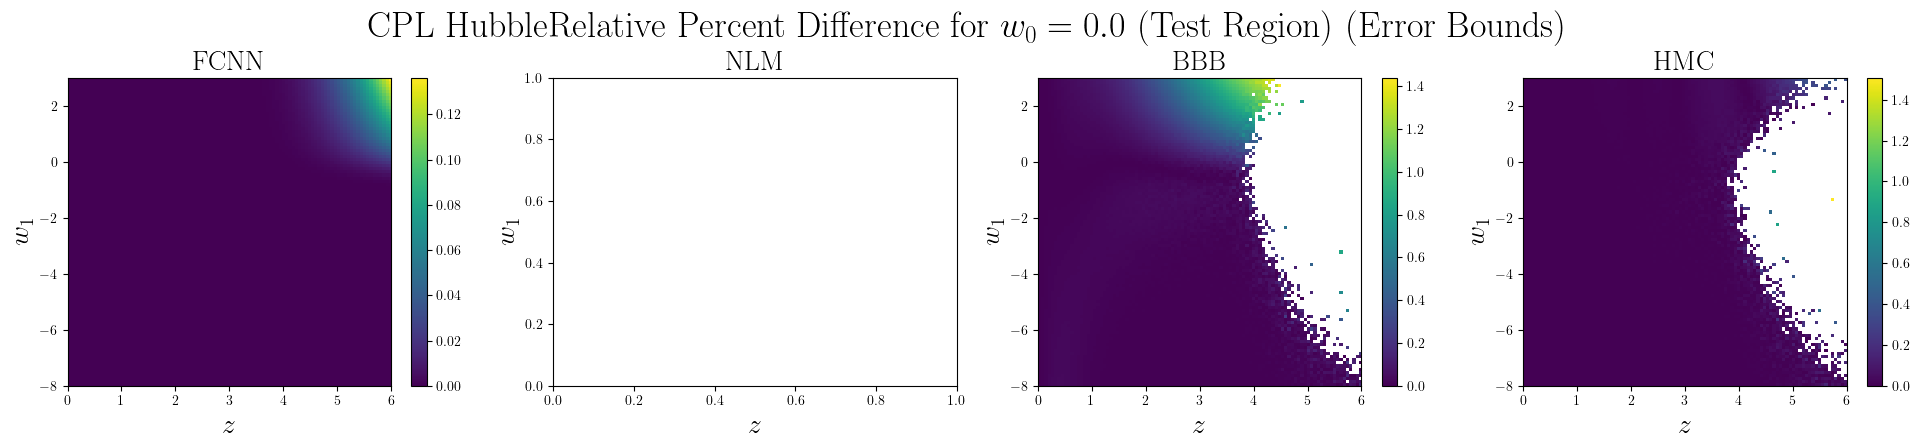 CPL HubbleRelative Percent Difference for $w_0 = 0.0$ (Test Region) (Error Bounds)
FCNN
2
0
−2
−4
−6
−8
w₁
0 1 2 3 4 5 6
z
0.12
0.10
0.08
0.06
0.04
0.02
0.00
NLM
1.0
0.8
0.6
0.4
0.2
0.0
w₁
0.0 0.2 0.4 0.6 0.8 1.0
z
BBB
2
0
−2
−4
−6
−8
w₁
0 1 2 3 4 5 6
z
1.4
1.2
1.0
0.8
0.6
0.4
0.2
0.0
HMC
2
0
−2
−4
−6
−8
w₁
0 1 2 3 4 5 6
z
1.4
1.2
1.0
0.8
0.6
0.4
0.2
0.0